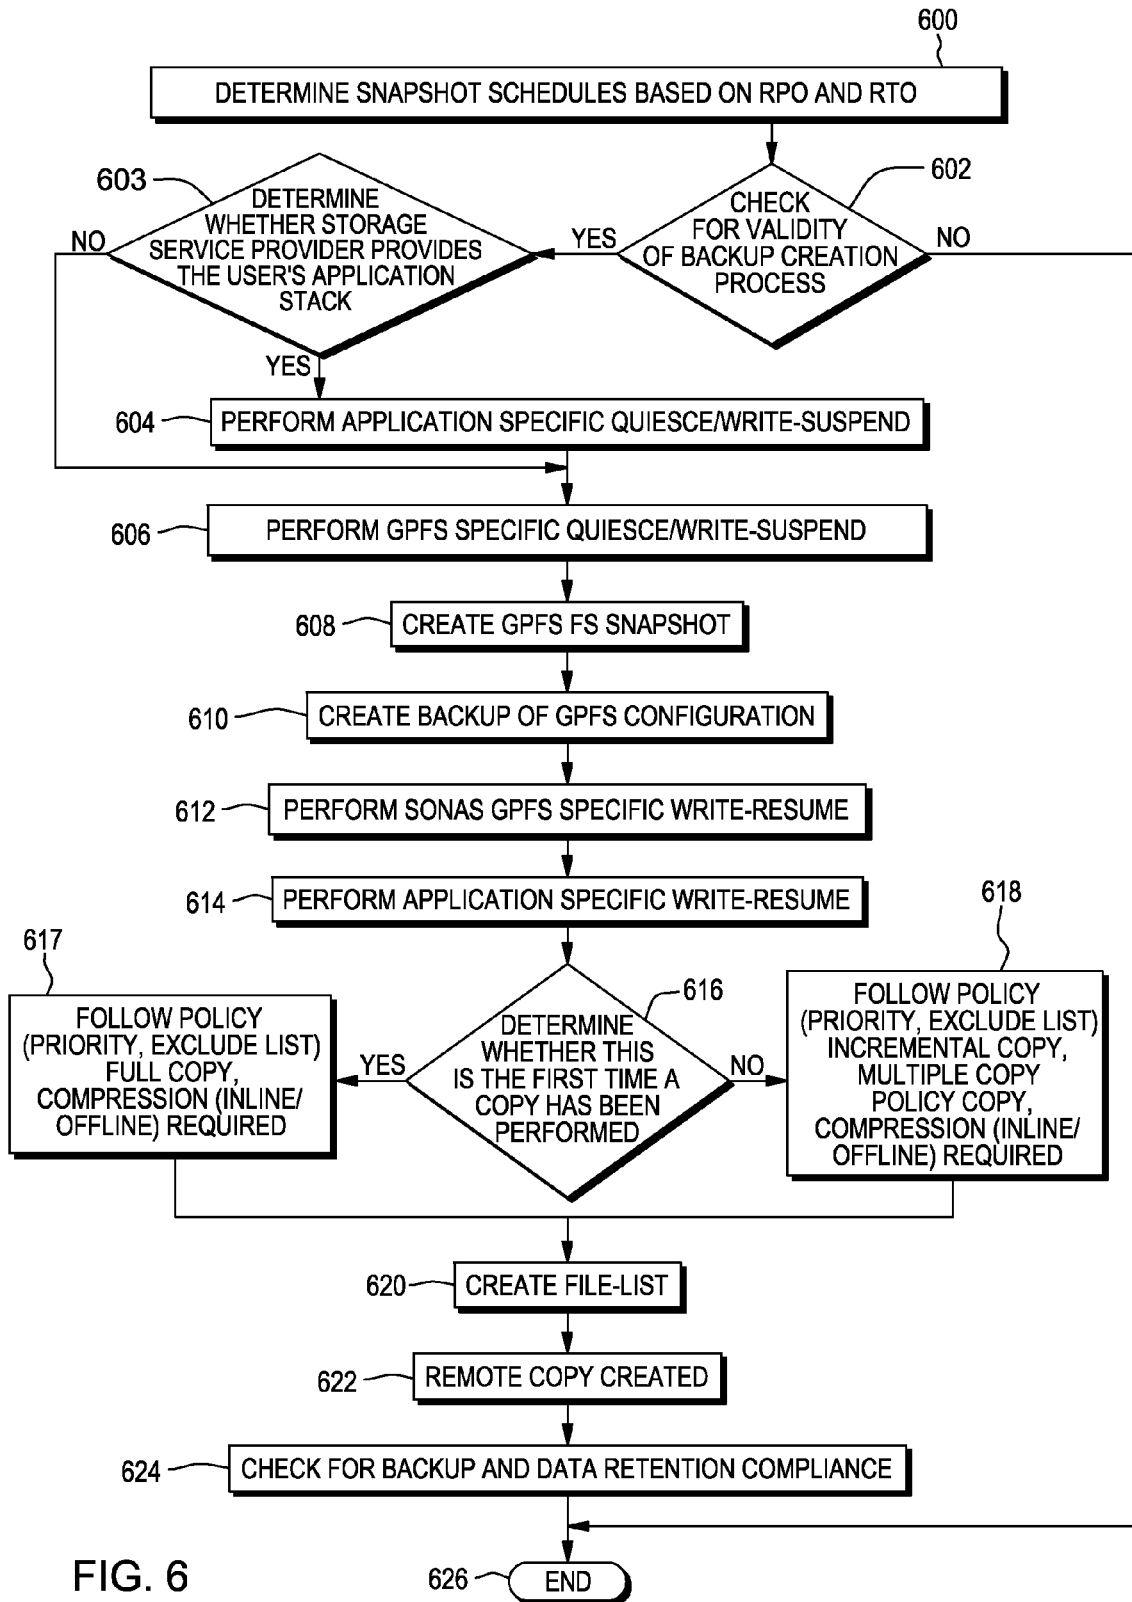 600
DETERMINE SNAPSHOT SCHEDULES BASED ON RPO AND RTO
603
DETERMINE
WHETHER STORAGE
SERVICE PROVIDER PROVIDES
THE USER'S APPLICATION
STACK
NO
YES
602
CHECK
FOR VALIDITY
OF BACKUP CREATION
PROCESS
YES
NO
604
PERFORM APPLICATION SPECIFIC QUIESCE/WRITE-SUSPEND
606
PERFORM GPFS SPECIFIC QUIESCE/WRITE-SUSPEND
608
CREATE GPFS FS SNAPSHOT
610
CREATE BACKUP OF GPFS CONFIGURATION
612
PERFORM SONAS GPFS SPECIFIC WRITE-RESUME
614
PERFORM APPLICATION SPECIFIC WRITE-RESUME
617
FOLLOW POLICY
(PRIORITY, EXCLUDE LIST)
FULL COPY,
COMPRESSION (INLINE/
OFFLINE) REQUIRED
YES
616
DETERMINE
WHETHER THIS
IS THE FIRST TIME A
COPY HAS BEEN
PERFORMED
NO
618
FOLLOW POLICY
(PRIORITY, EXCLUDE LIST)
INCREMENTAL COPY,
MULTIPLE COPY
POLICY COPY,
COMPRESSION (INLINE/
OFFLINE) REQUIRED
620
CREATE FILE-LIST
622
REMOTE COPY CREATED
624
CHECK FOR BACKUP AND DATA RETENTION COMPLIANCE
626
END
FIG. 6